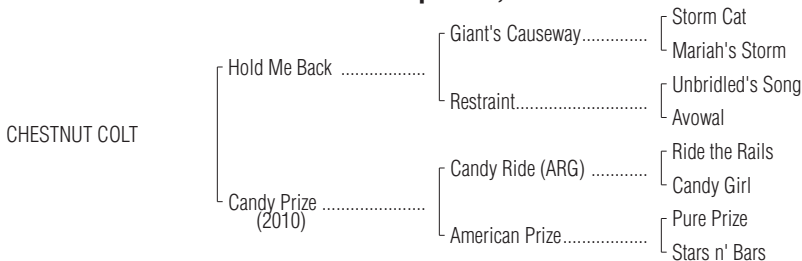 Storm Cat
Giant's Causeway..............
Mariah's Storm
Hold Me Back ..................
Unbridled's Song
Restraint............................
Avowal
CHESTNUT COLT
Ride the Rails
Candy Ride (ARG) ............
Candy Girl
Candy Prize ......................
(2010)
Pure Prize
American Prize..................
Stars n' Bars